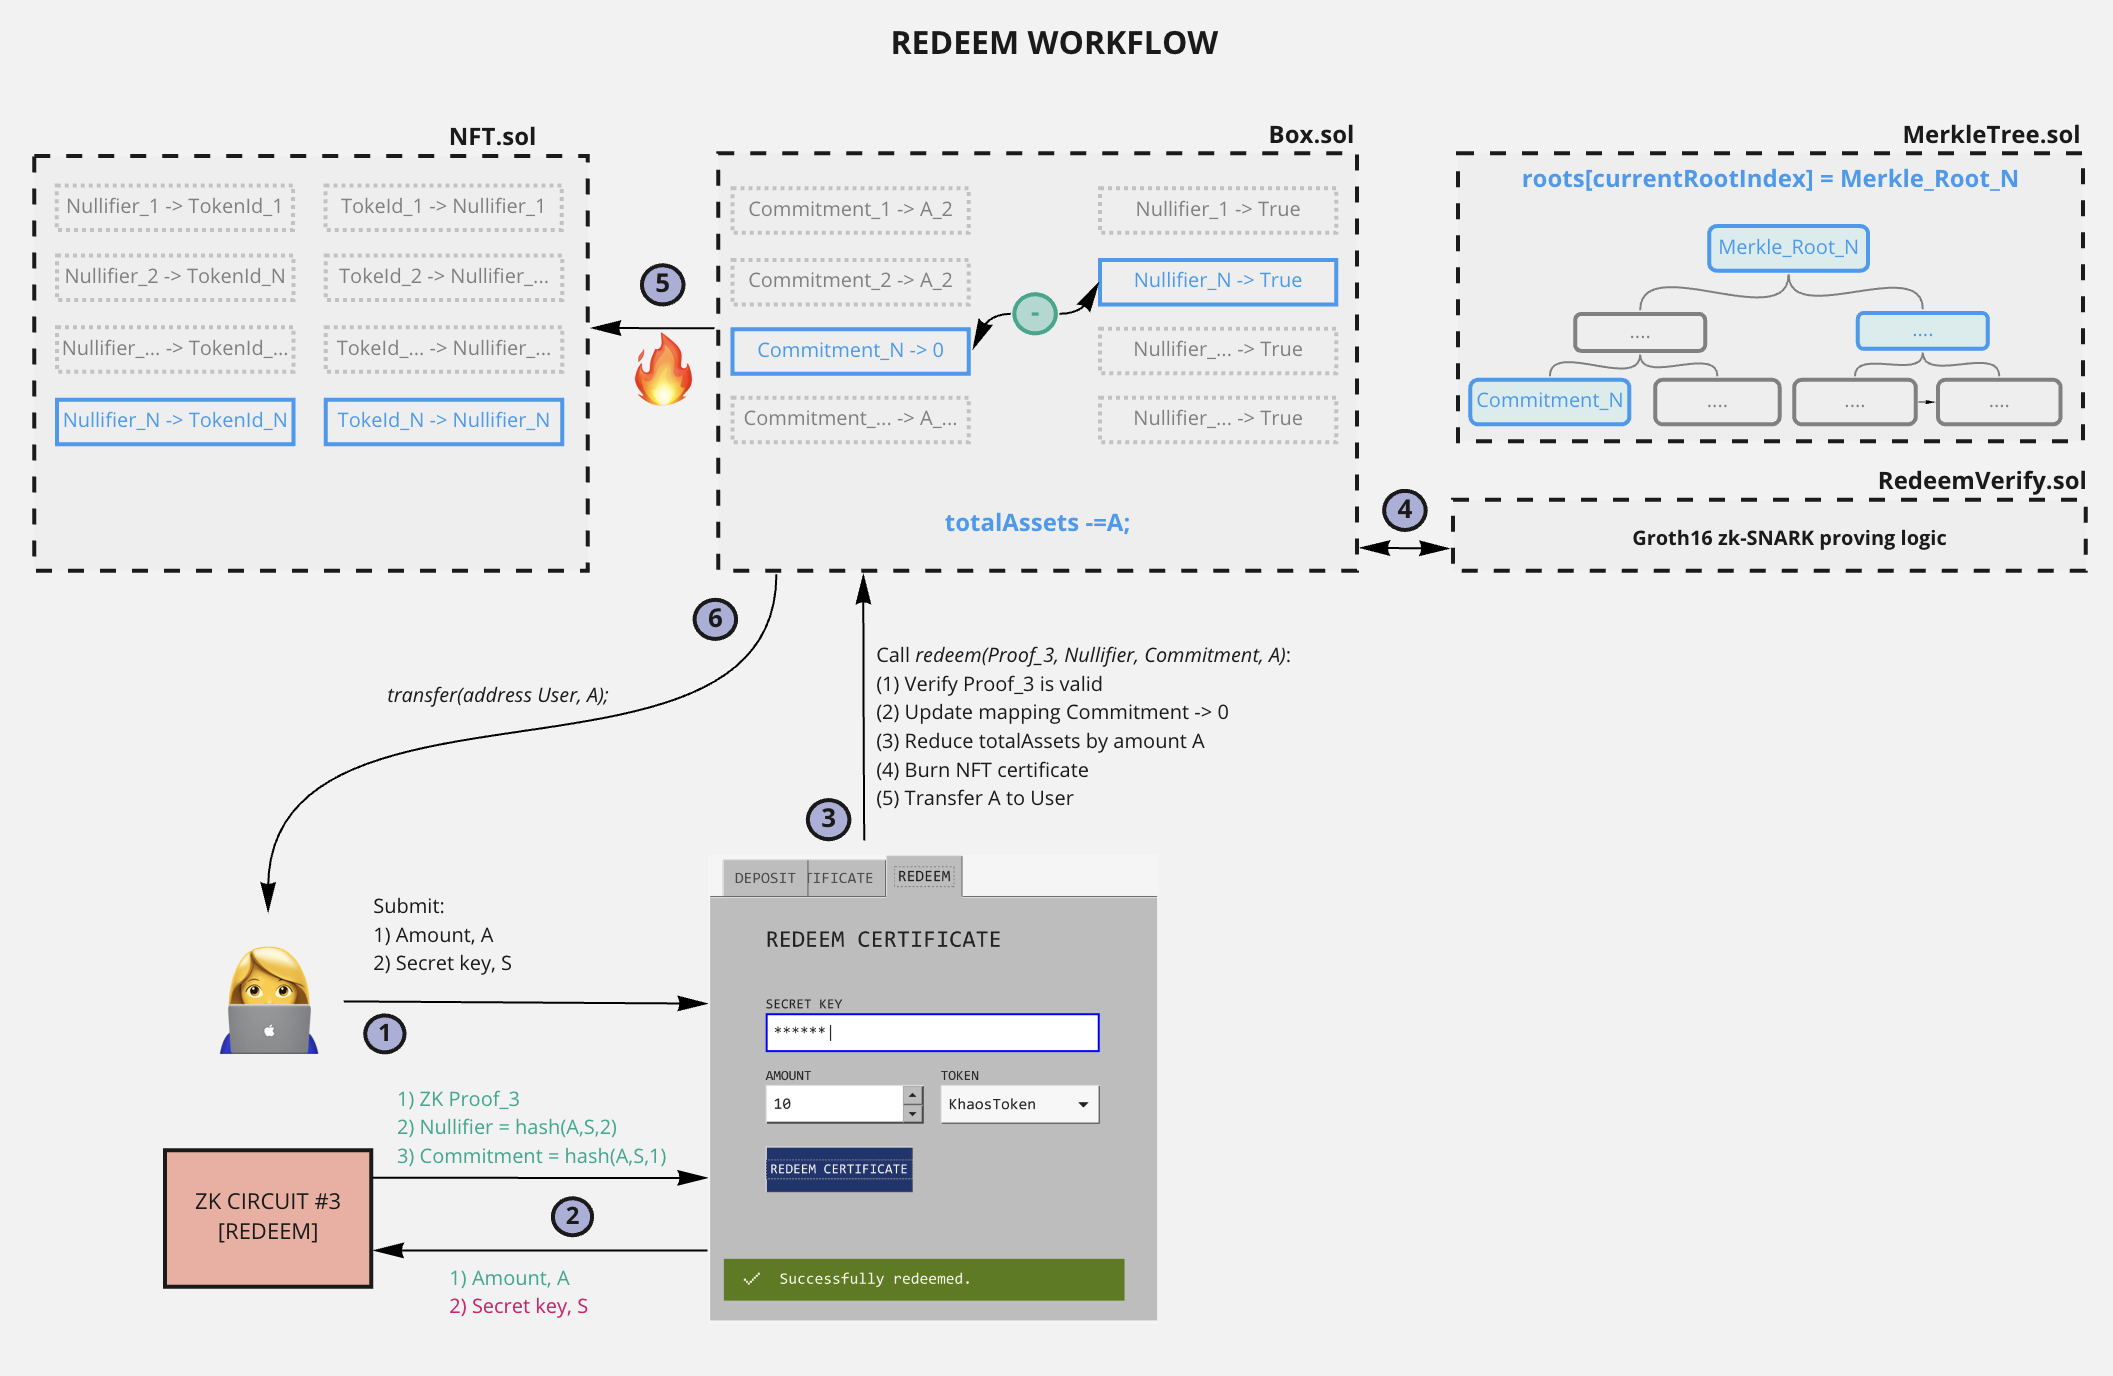 REDEEM WORKFLOW
NFT.sol
Nullifier_1 -> TokenId_1
TokeId_1 -> Nullifier_1
Nullifier_2 -> TokenId_N
TokeId_2 -> Nullifier_...
Nullifier_... -> TokenId_...
TokeId_... -> Nullifier_...
Nullifier_N -> TokenId_N
TokeId_N -> Nullifier_N
5
Box.sol
Commitment_1 -> A_2
Nullifier_1 -> True
Commitment_2 -> A_2
Nullifier_N -> True
-
Commitment_N -> 0
Nullifier_... -> True
Commitment_... -> A_...
Nullifier_... -> True
totalAssets -=A;
MerkleTree.sol
roots[currentRootIndex] = Merkle_Root_N
Merkle_Root_N
....
....
Commitment_N
....
....
....
4
RedeemVerify.sol
Groth16 zk-SNARK proving logic
6
transfer(address User, A);
Call redeem(Proof_3, Nullifier, Commitment, A):
(1) Verify Proof_3 is valid
(2) Update mapping Commitment -> 0
(3) Reduce totalAssets by amount A
(4) Burn NFT certificate
(5) Transfer A to User
3
Submit:
1) Amount, A
2) Secret key, S
1
1) ZK Proof_3
2) Nullifier = hash(A,S,2)
3) Commitment = hash(A,S,1)
ZK CIRCUIT #3
[REDEEM]
2
1) Amount, A
2) Secret key, S
DEPOSIT
TIFICATE
REDEEM
REDEEM CERTIFICATE
SECRET KEY
******
AMOUNT
TOKEN
10
KhaosToken
REDEEM CERTIFICATE
Successfully redeemed.